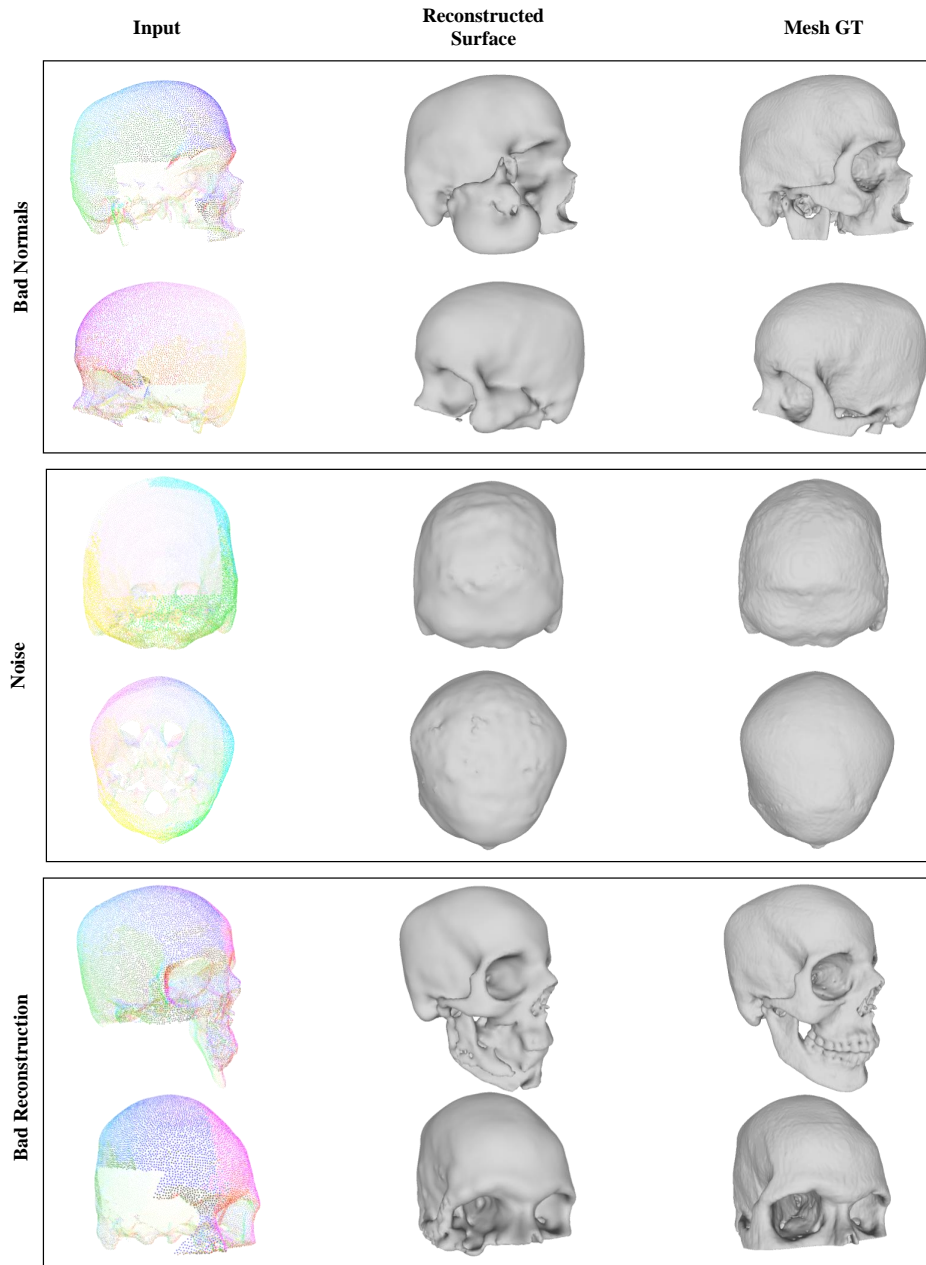 Input
Reconstructed
Surface
Mesh GT
Bad Normals
Noise
Bad Reconstruction